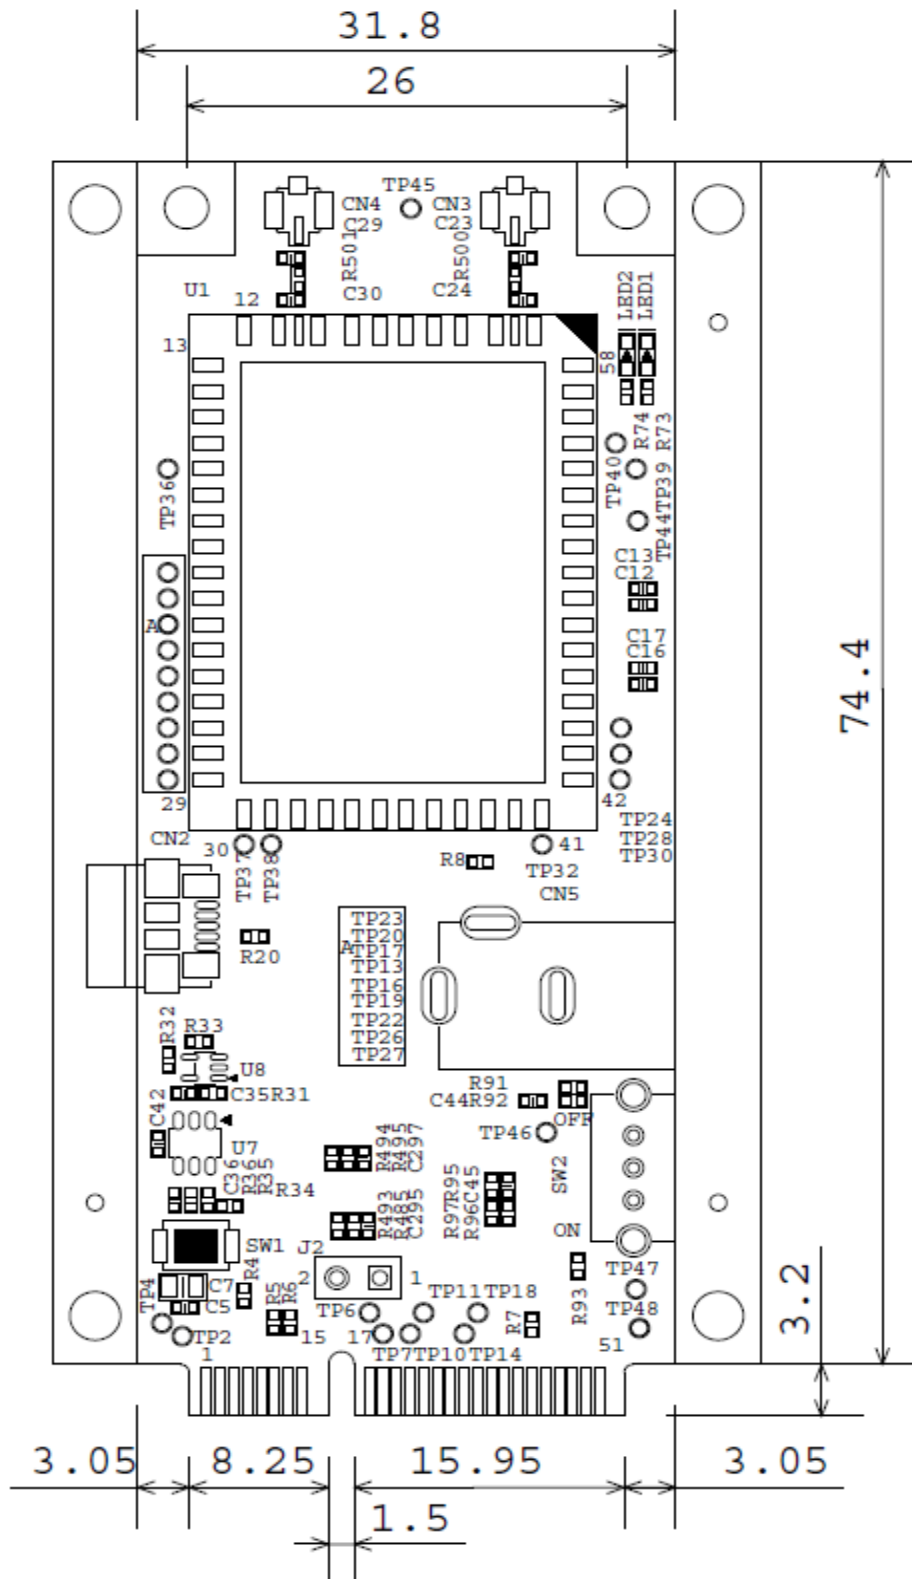 31.8
26
TP45
CN4
CN3
C29
C23
R501
R500
C30
C24
U1
12
LED2
LED1
13
58
R74
R73
TP40
TP39
TP36
TP44
C13
C12
A
C17
C16
74.4
29
42
TP24
CN2
30
41
TP28
TP37
TP38
R8
TP32
TP30
CN5
TP23
TP20
R20
A
TP17
TP13
TP16
TP19
TP22
TP26
TP27
R32
R33
U8
R91
C35R31
C44R92
C42
OFF
TP46
U7
R494
R495
C297
SW2
C36
R36
R35
R34
R97R95
R96C45
R493
R485
C295
ON
SW1
J2
R4
TP47
2
1
C7
TP4
C5
R5
R6
TP6
TP11TP18
R7
R93
TP48
3.2
TP2
15
17
51
1
TP7TP10TP14
3.05
8.25
15.95
3.05
1.5